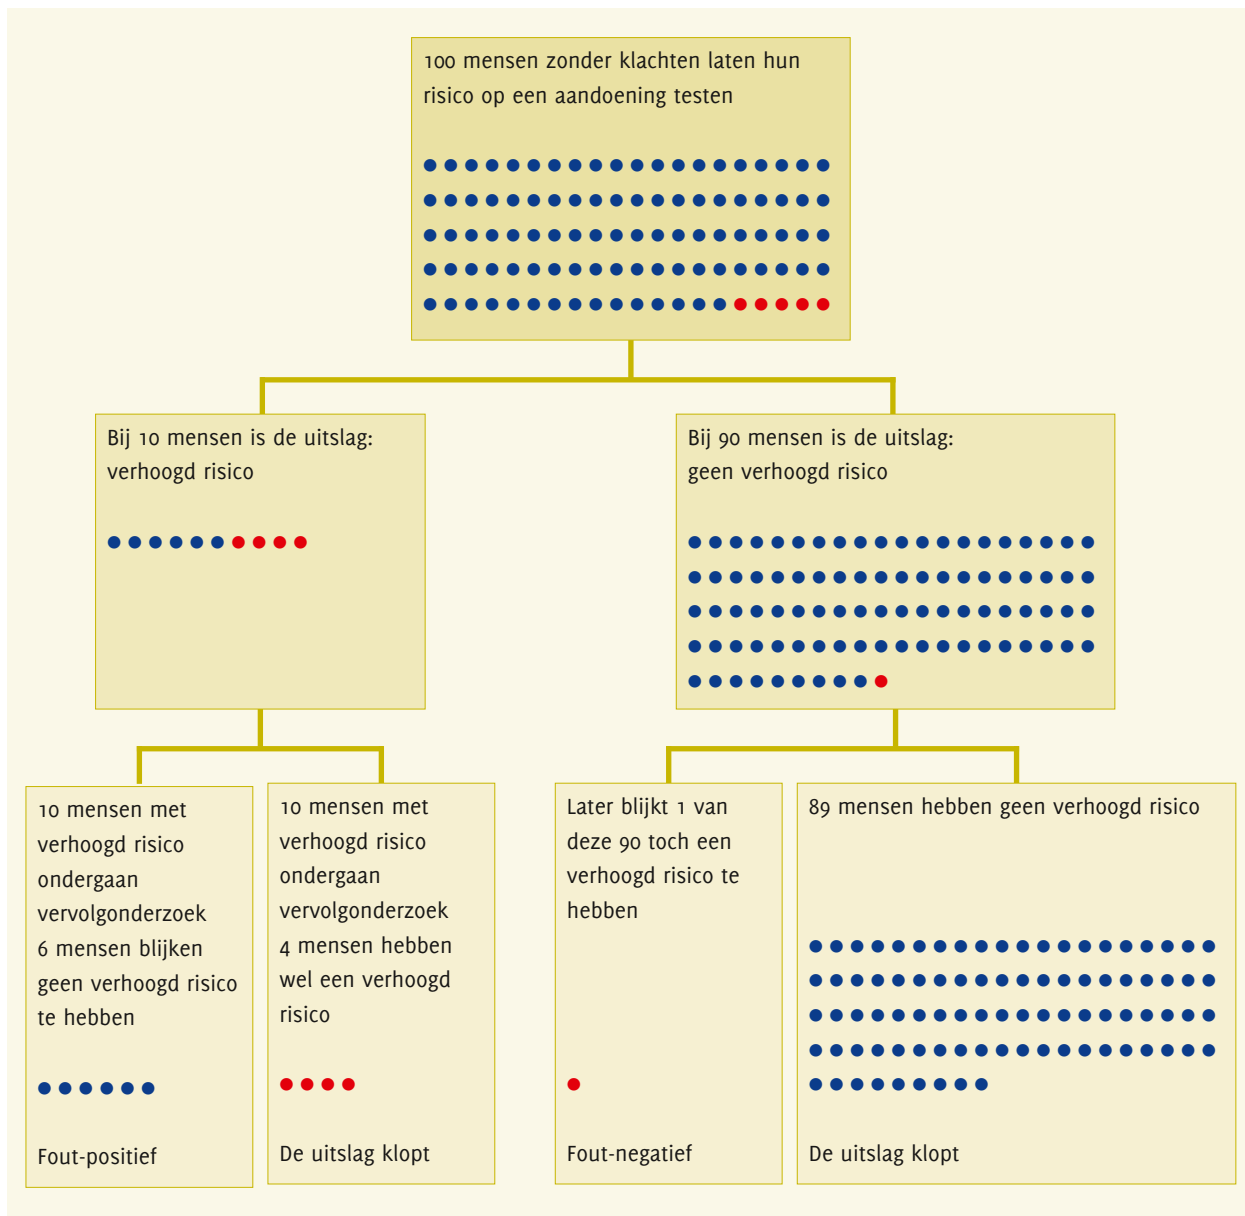 100 mensen zonder klachten laten hun
risico op een aandoening testen
Bij 10 mensen is de uitslag:
verhoogd risico
Bij 90 mensen is de uitslag:
geen verhoogd risico
10 mensen met
verhoogd risico
ondergaan
vervolgonderzoek
6 mensen blijken
geen verhoogd risico
te hebben
Fout-positief
10 mensen met
verhoogd risico
ondergaan
vervolgonderzoek
4 mensen hebben
wel een verhoogd
risico
De uitslag klopt
Later blijkt 1 van
deze 90 toch een
verhoogd risico te
hebben
Fout-negatief
89 mensen hebben geen verhoogd risico
De uitslag klopt